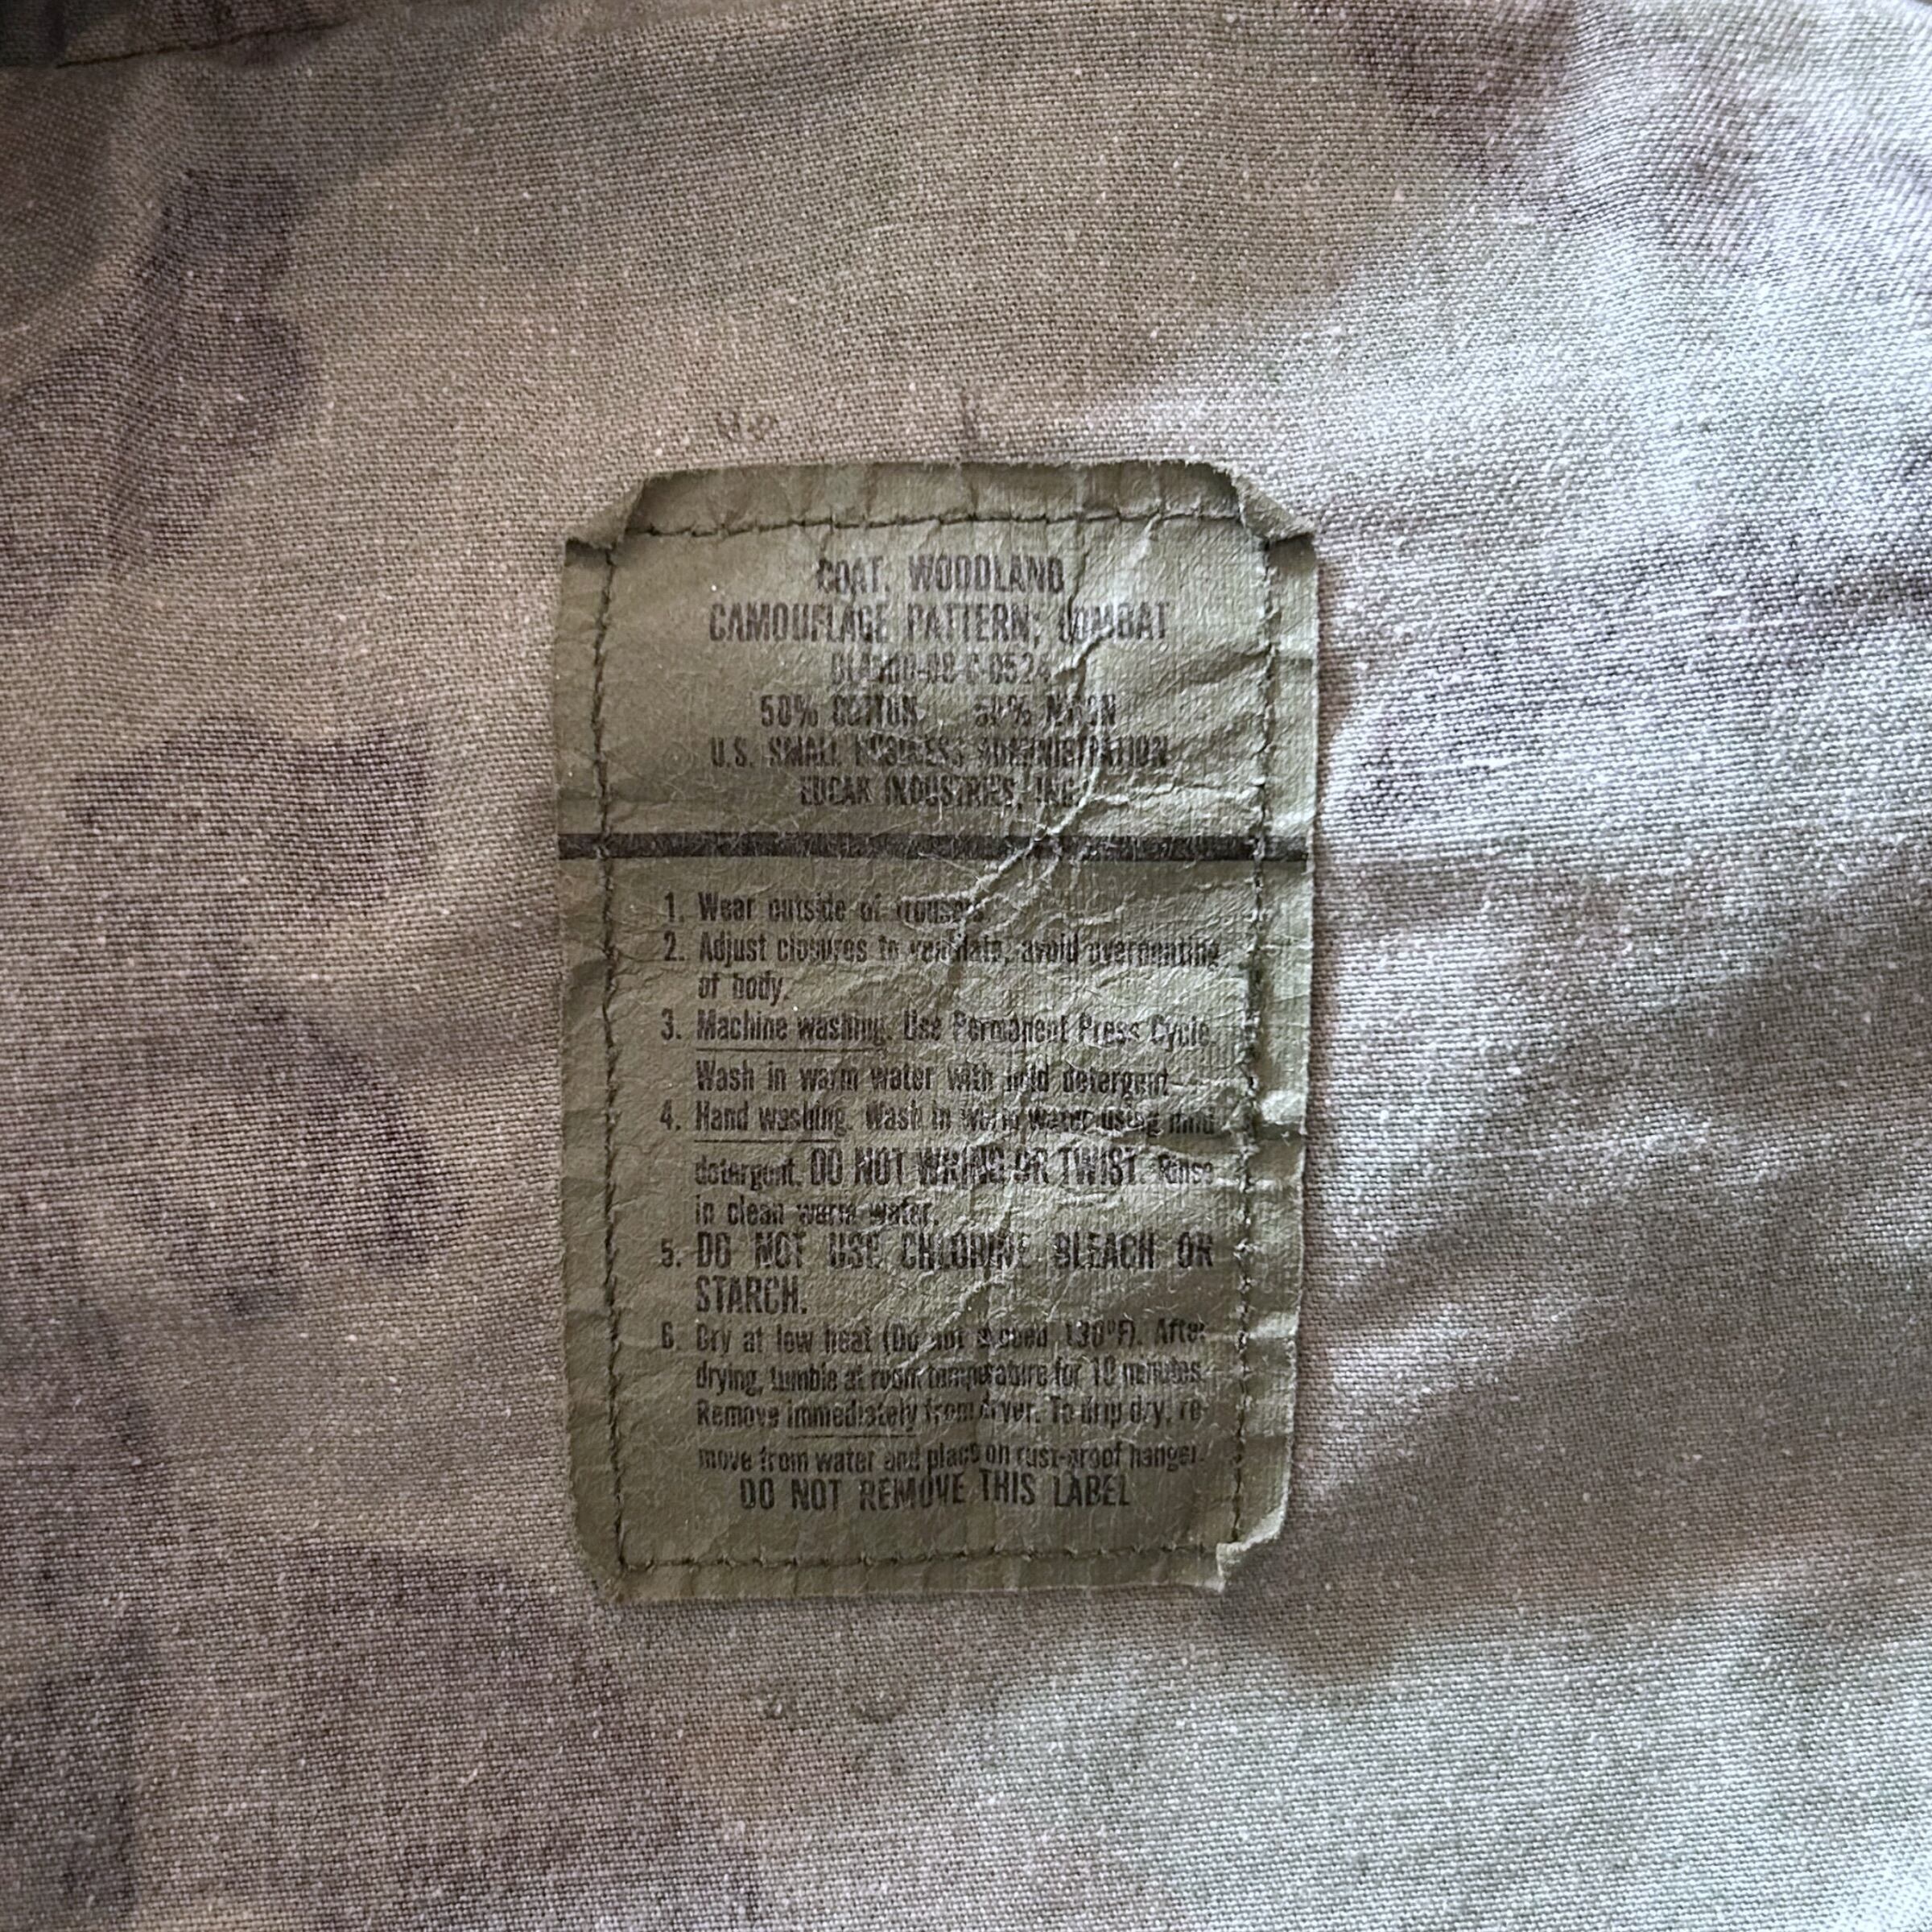 COAT, WOODLAND
CAMOUFLAGE PATTERN; COMBAT
50% COTTON 50% NYLON
U.S. SMALL BUSINESS ADMINISTRATION
INDUSTRIES, INC.
1. Wear outside of trousers.
2. Adjust closures to ventilate, avoid overheating
of body.
3. Machine washing. Use Permanent Press Cycle.
Wash in warm water with mild detergent
4. Hand washing. Wash in warm water using mild
detergent. DO NOT WRING OR TWIST. Rinse
in clean warm water.
5. DO NOT USE CHLORINE BLEACH OR
STARCH.
6. Dry at low heat (Do not exceed 130°F). After
drying, tumble at room temperature for 10 minutes.
Remove immediately from dryer. To drip dry, re-
move from water and place on rust-proof hanger.
DO NOT REMOVE THIS LABEL